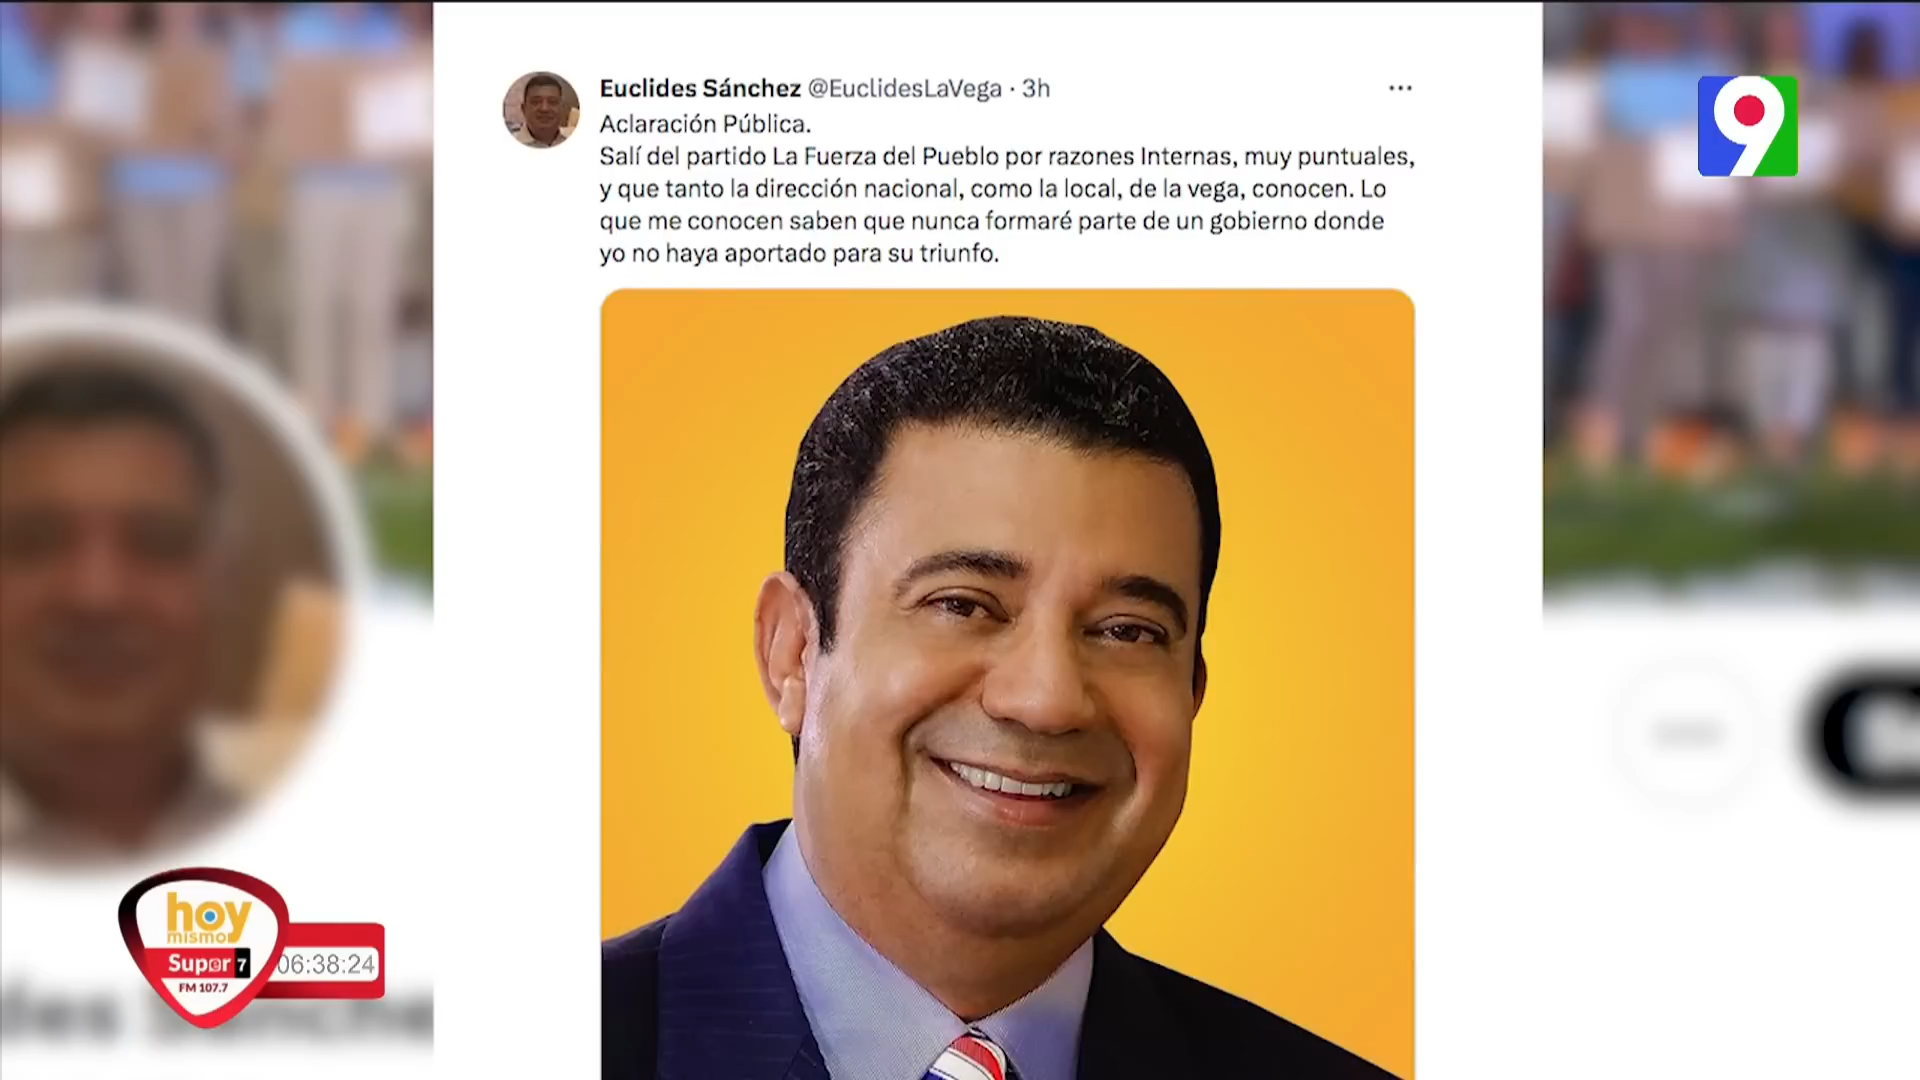 Euclides Sánchez @EuclidesLaVega · 3h
Aclaración Pública.
Salí del partido La Fuerza del Pueblo por razones Internas, muy puntuales,
y que tanto la dirección nacional, como la local, de la vega, conocen. Lo
que me conocen saben que nunca formaré parte de un gobierno donde
yo no haya aportado para su triunfo.
9
hoy
mismo
Super 7
FM 107.7
06:38:24